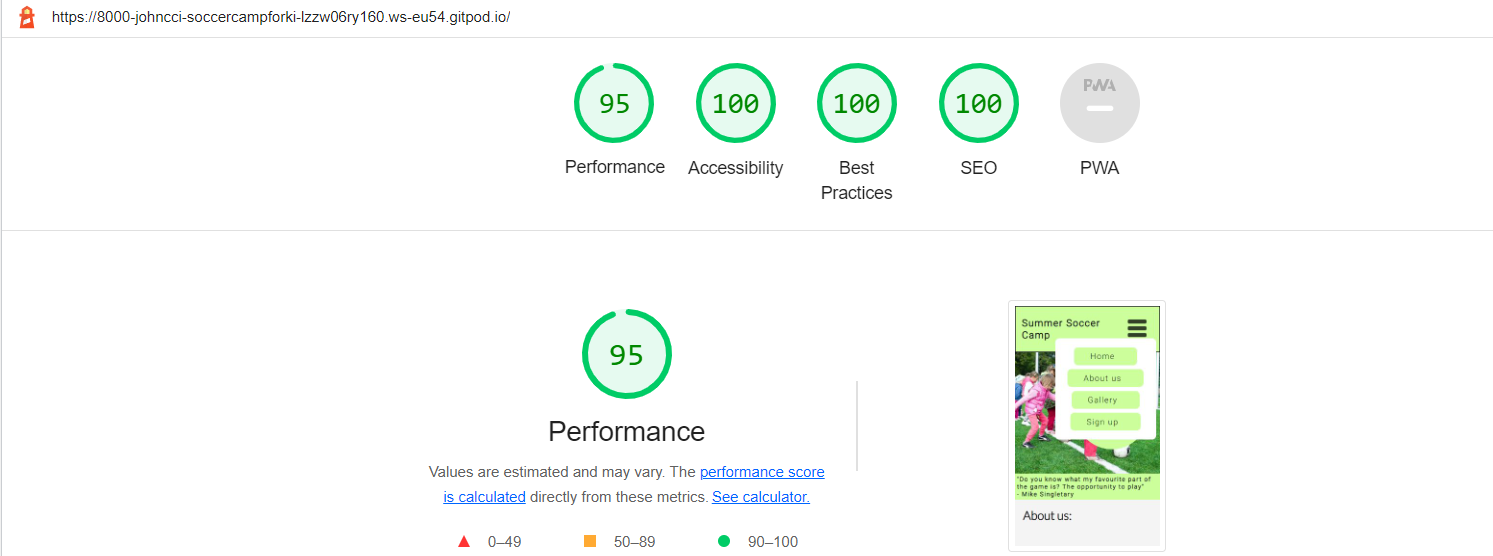 https://8000-johncci-soccercampforki-lzzw06ry160.ws-eu54.gitpod.io/
95
100
100
100
PWA
Performance
Accessibility
Best
Practices
SEO
PWA
95
Performance
Values are estimated and may vary. The performance score
is calculated directly from these metrics. See calculator.
0–49
50–89
90–100
Summer Soccer
Camp
Home
About us
Gallery
Sign up
"Do you know what my favourite part of
the game is? The opportunity to play"
- Mike Singletary
About us: